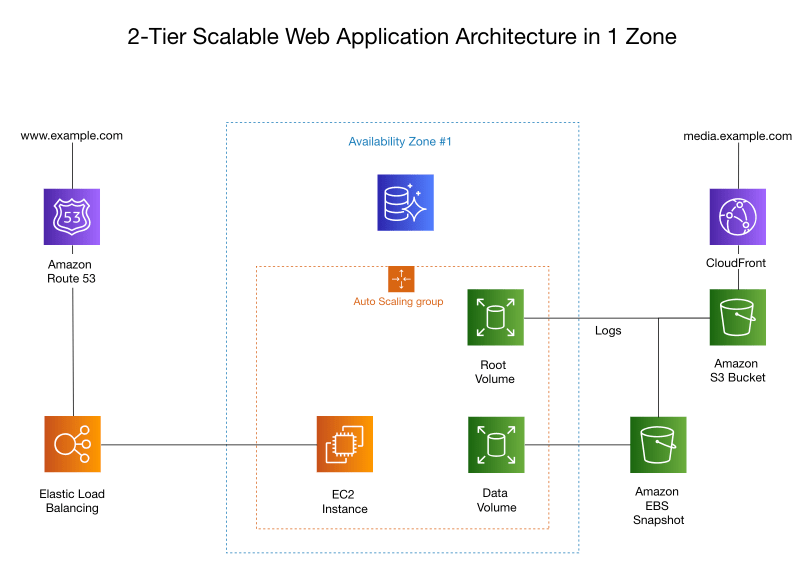 2-Tier Scalable Web Application Architecture in 1 Zone
www.example.com
Availability Zone #1
media.example.com
53
Amazon
Route 53
CloudFront
Auto Scaling group
Logs
Root
Volume
Amazon
S3 Bucket
Elastic Load
Balancing
EC2
Instance
Data
Volume
Amazon
EBS
Snapshot